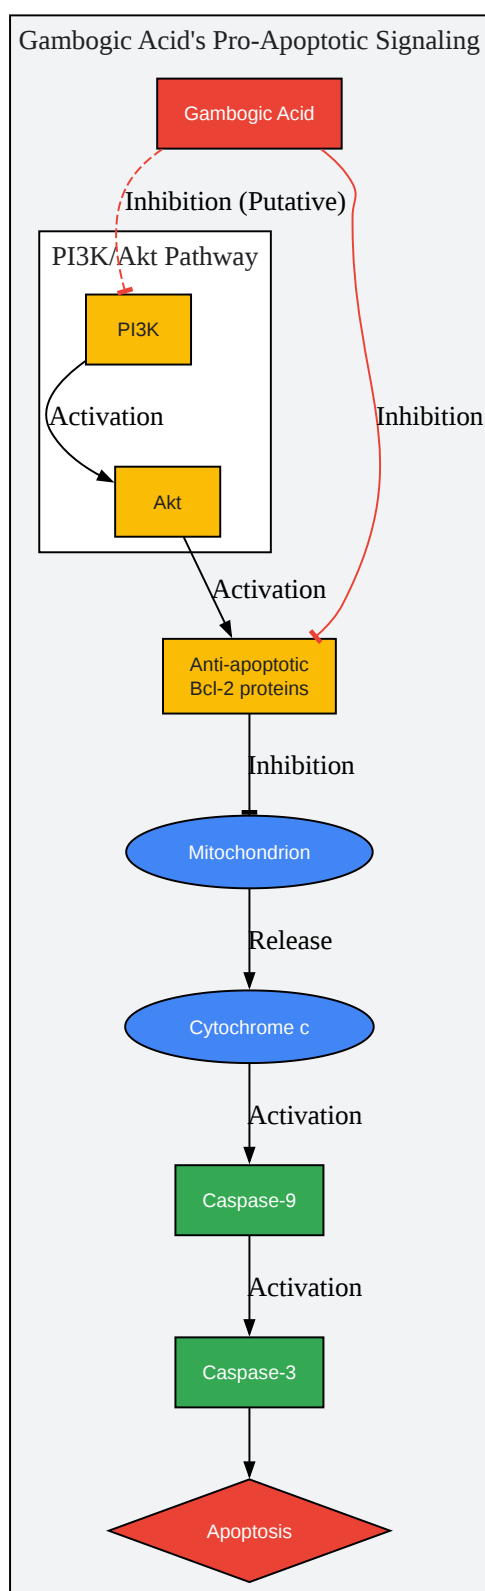 Gambogic Acid's Pro-Apoptotic Signaling
Gambogic Acid
Inhibition (Putative)
PI3K/Akt Pathway
PI3K
Activation
Inhibition
Akt
Activation
Anti-apoptotic
Bcl-2 proteins
Inhibition
Mitochondrion
Release
Cytochrome c
Activation
Caspase-9
Activation
Caspase-3
Apoptosis